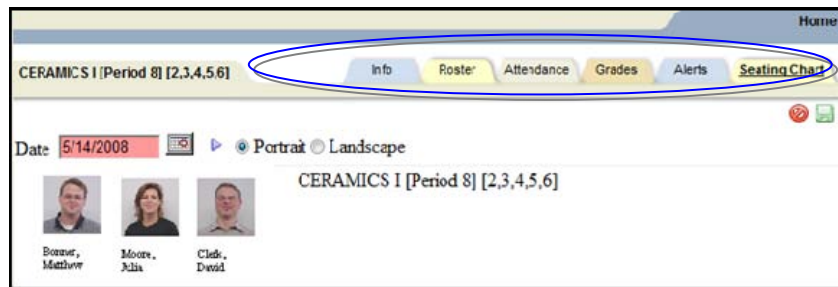 Home
CERAMICS I [Period 8] [2,3,4,5,6] Info Roster Attendance Grades Alerts Seating Chart
Date 5/14/2008 Portrait Landscape
CERAMICS I [Period 8] [2,3,4,5,6]
Bonner, Moore, Clerk,
Matthew Julia David